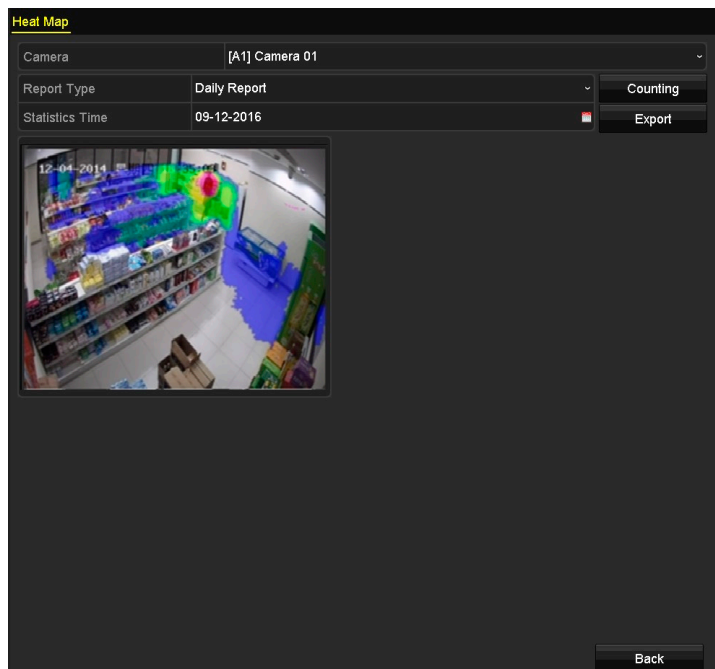 Heat Map
Camera [A1] Camera 01
Report Type Daily Report
Counting
Statistics Time 09-12-2016
Export
12-04-2014
Back